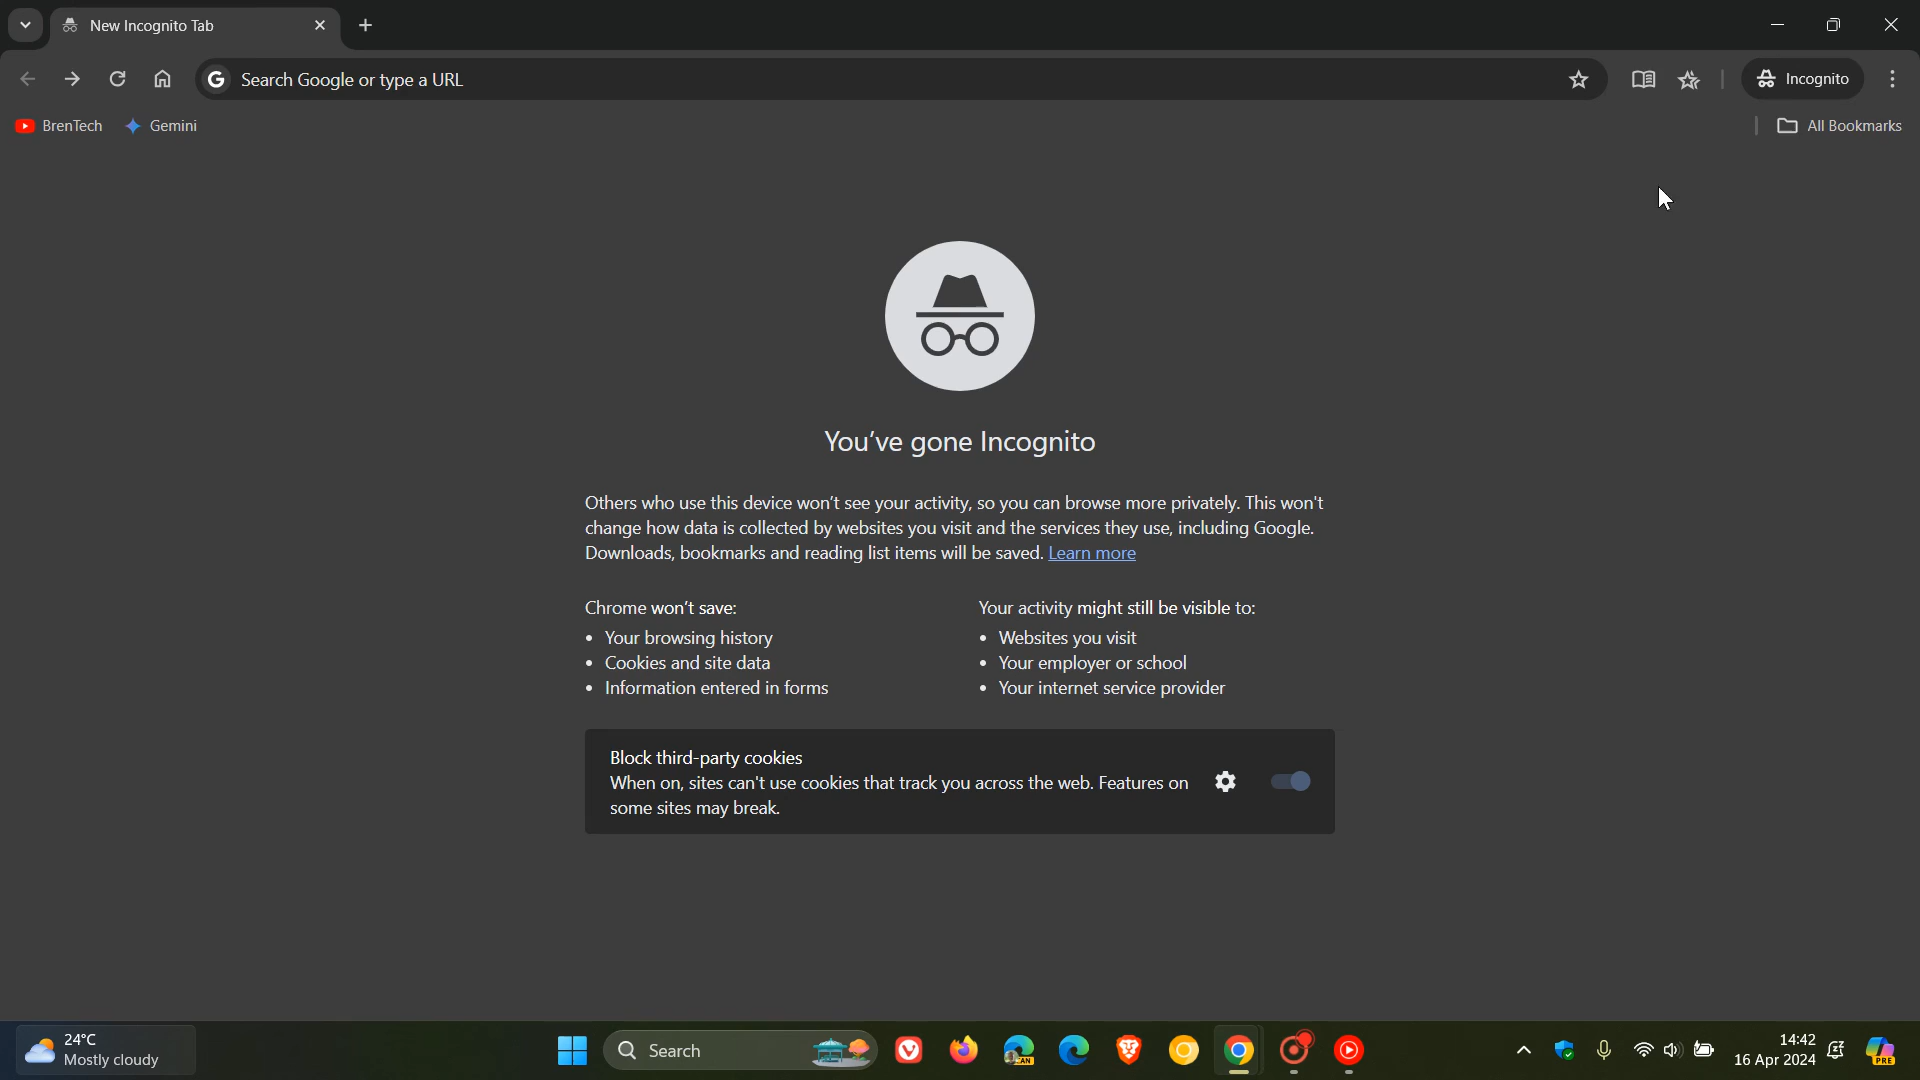 New Incognito Tab
Search Google or type a URL
Incognito
BrenTech
Gemini
All Bookmarks
You've gone Incognito
Others who use this device won't see your activity, so you can browse more privately. This won't
change how data is collected by websites you visit and the services they use, including Google.
Downloads, bookmarks and reading list items will be saved. Learn more
Chrome won't save:
Your browsing history
Cookies and site data
Information entered in forms
Your activity might still be visible to:
Websites you visit
Your employer or school
Your internet service provider
Block third-party cookies
When on, sites can't use cookies that track you across the web. Features on
some sites may break.
24°C
Mostly cloudy
Search
CAN
14:42
16 Apr 2024
PRE